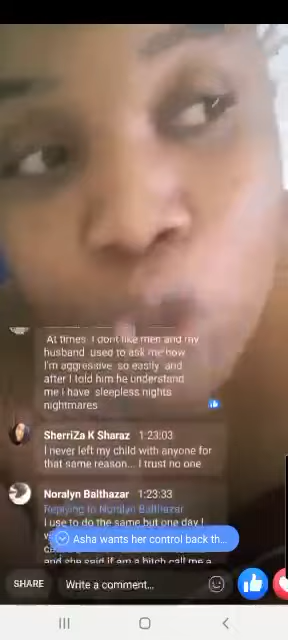 At times I dont like men and my
husband used to ask me how
I'm aggressive so easily and
after I told him he understand
me I have sleepless nights
nightmares
SherriZa K Sharaz 1:23:03
I never left my child with anyone for
that same reason... I trust no one
Noralyn Balthazar 1:23:33
Replying to Noralyn Balthazar
I use to do the same but one day I
Asha wants her control back th...
and she said if am a bitch call me a
SHARE Write a comment...